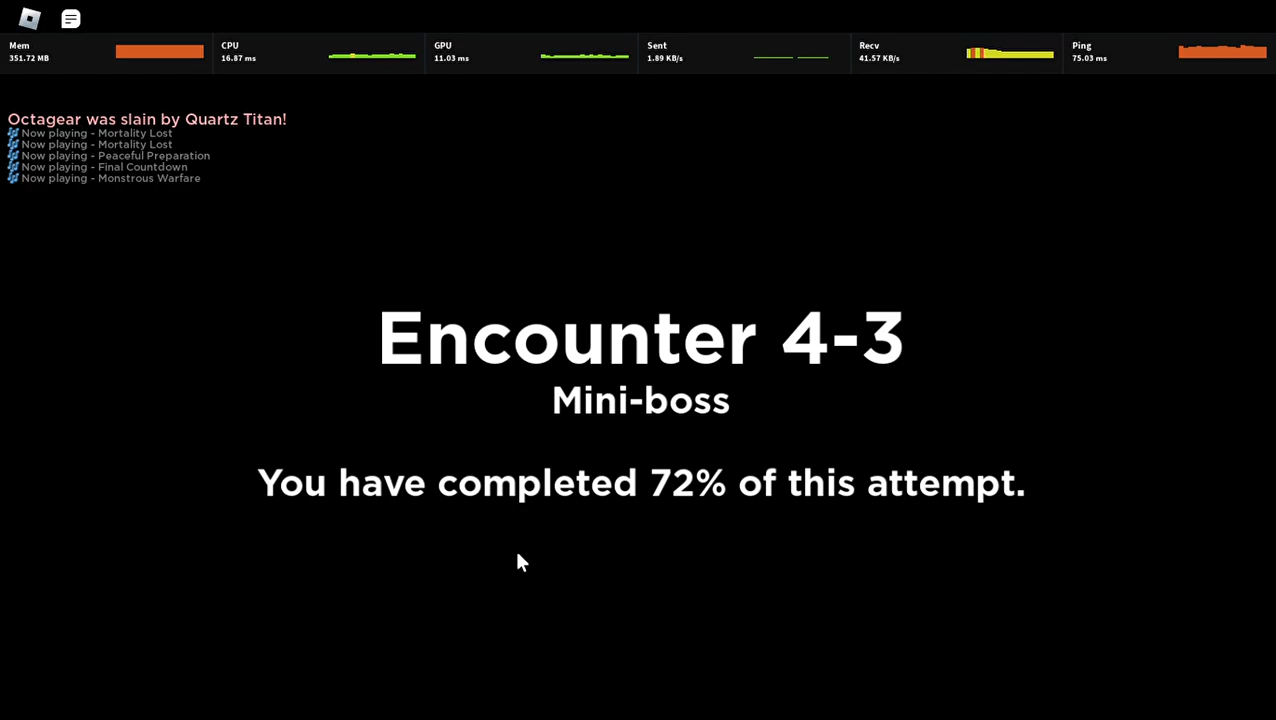 Mem
351.72 MB
CPU
16.87 ms
GPU
11.03 ms
Sent
1.89 KB/s
Recv
41.57 KB/s
Ping
75.03 ms
Octagear was slain by Quartz Titan!
Now playing - Mortality Lost
Now playing - Mortality Lost
Now playing - Peaceful Preparation
Now playing - Final Countdown
Now playing - Monstrous Warfare
Encounter 4-3
Mini-boss
You have completed 72% of this attempt.